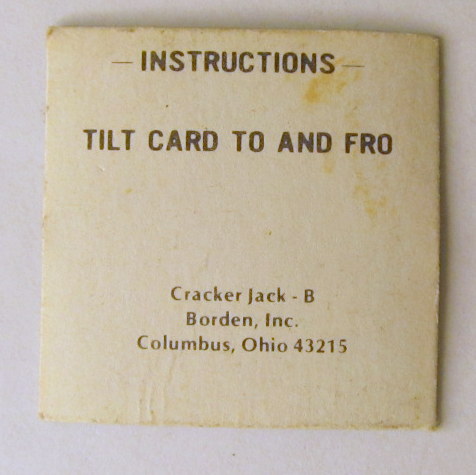 — INSTRUCTIONS —
TILT CARD TO AND FRO
Cracker Jack - B
Borden, Inc.
Columbus, Ohio 43215